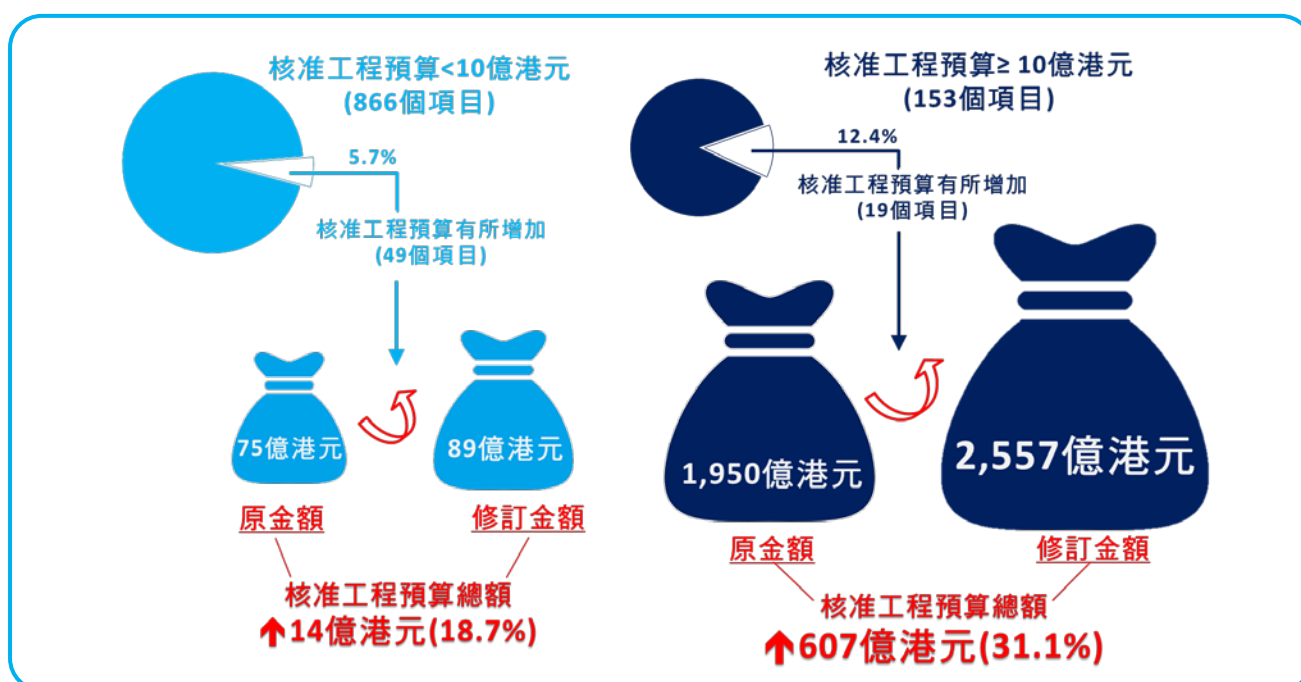 核准工程預算<10億港元
(866個項目)
5.7%
核准工程預算有所增加
(49個項目)
75億港元
89億港元
原金額
修訂金額
核准工程預算總額
↑14億港元(18.7%)
核准工程預算≥ 10億港元
(153個項目)
12.4%
核准工程預算有所增加
(19個項目)
1,950億港元
2,557億港元
原金額
修訂金額
核准工程預算總額
↑607億港元(31.1%)